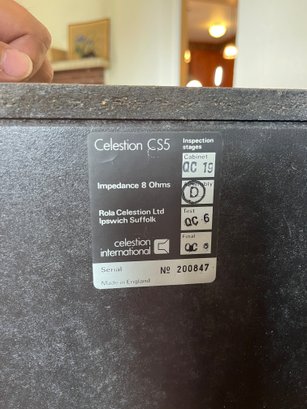 Celestion CS5
Inspection
stages
Cabinet
QC 19
Impedance 8 Ohms
D
Rola Celestion Ltd
Ipswich Suffolk
Test
QC 6
celestion
international
Final
QC
Serial
№ 200847
Made in England